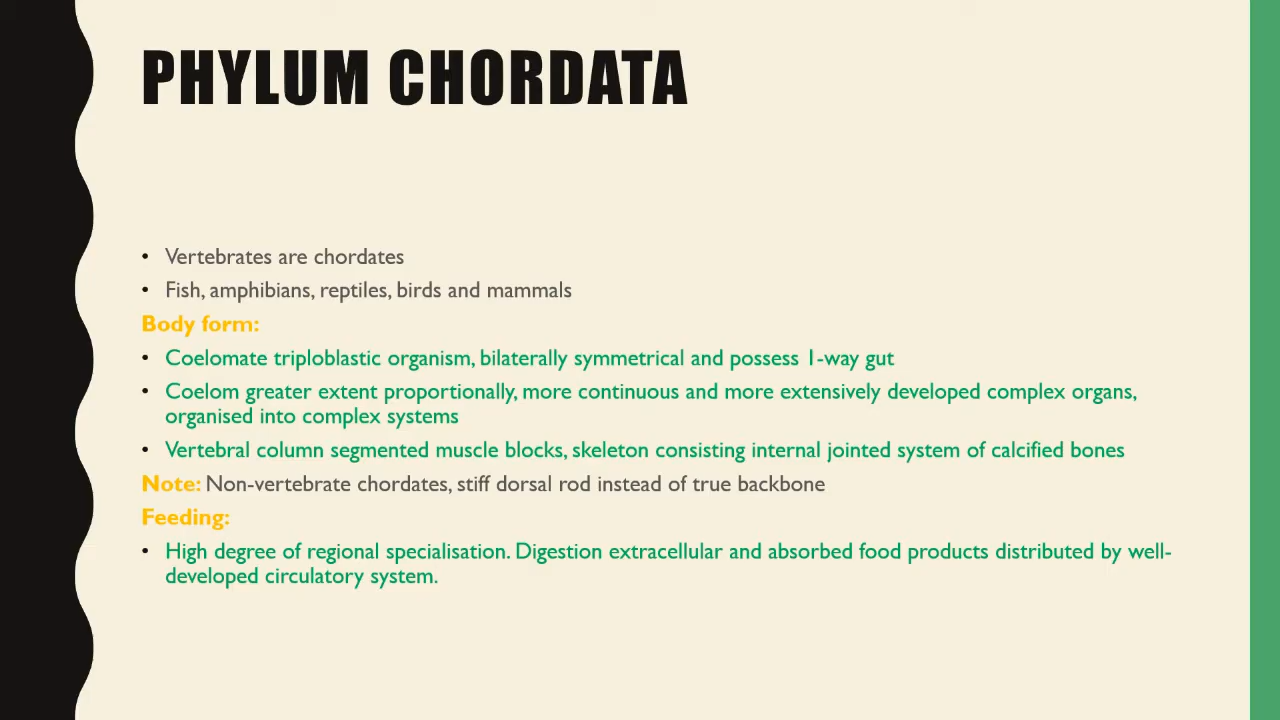 PHYLUM CHORDATA
• Vertebrates are chordates
• Fish, amphibians, reptiles, birds and mammals
Body form:
• Coelomate triploblastic organism, bilaterally symmetrical and possess 1-way gut
• Coelom greater extent proportionally, more continuous and more extensively developed complex organs,
organised into complex systems
• Vertebral column segmented muscle blocks, skeleton consisting internal jointed system of calcified bones
Note: Non-vertebrate chordates, stiff dorsal rod instead of true backbone
Feeding:
• High degree of regional specialisation. Digestion extracellular and absorbed food products distributed by well-
developed circulatory system.